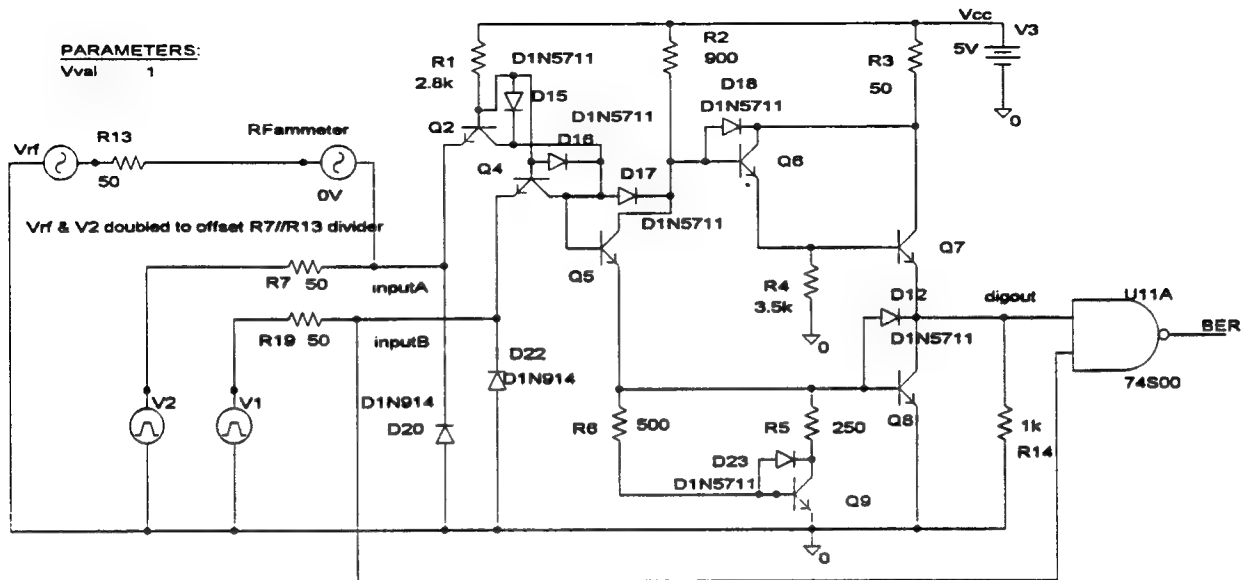 PARAMETERS:
Vval 1
Vcc
V3
5V
0
R1
2.8k
D1N5711
D15
R2
900
R3
50
D18
D1N5711
D1N5711
D16
Q2
Q4
D17
D1N5711
Q6
Vrf
R13
50
RFammeter
0V
Vrf & V2 doubled to offset R7//R13 divider
R7 50
inputA
Q5
Q7
R4
3.5k
0
D12
D1N5711
digout
U11A
BER
74S00
R19 50
inputB
D22
D1N914
V2
V1
D1N914
D20
R6
500
R5
250
Q8
1k
R14
D23
D1N5711
Q9
0